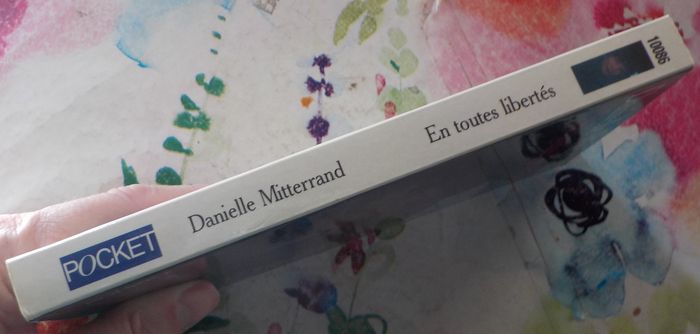 POCKET
Danielle Mitterrand
En toutes libertés
10086